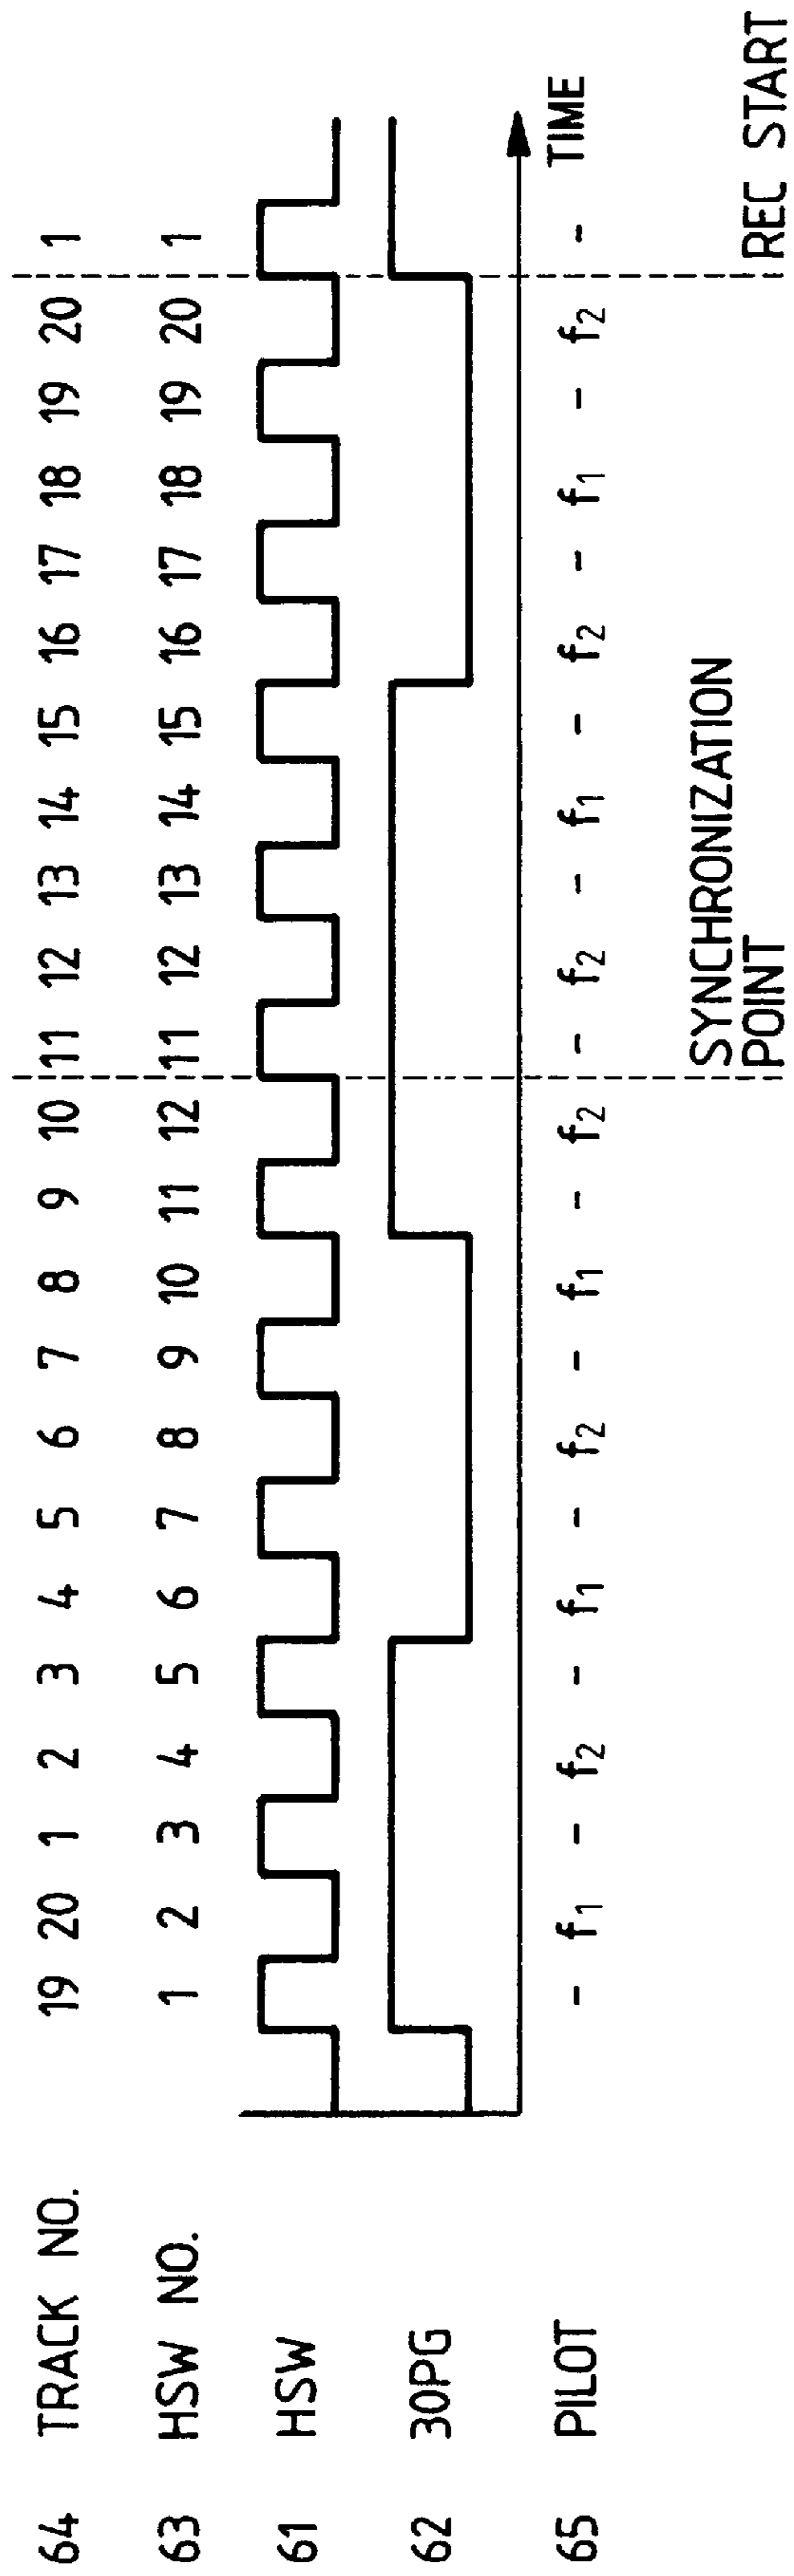 64 TRACK NO. 19 20 1 2 3 4 5 6 7 8 9 10 11 12 13 14 15 16 17 18 19 20 1
63 HSW NO. 1 2 3 4 5 6 7 8 9 10 11 12 11 12 13 14 15 16 17 18 19 20 1
61 HSW
62 30PG
TIME
65 PILOT - f1 - f2 - f1 - f2 - f1 - f2 - f2 - f1 - f2 - f1 - f2 -
SYNCHRONIZATION
POINT
REC START